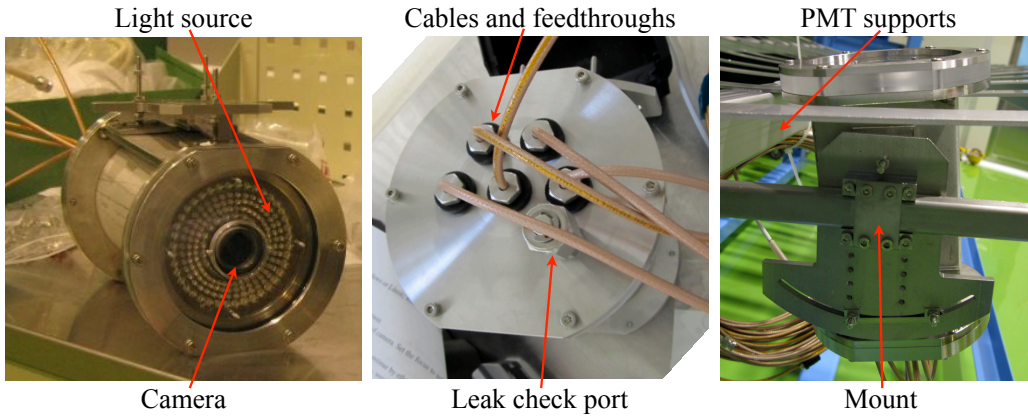 Light source
Cables and feedthroughs
PMT supports
Camera
Leak check port
Mount